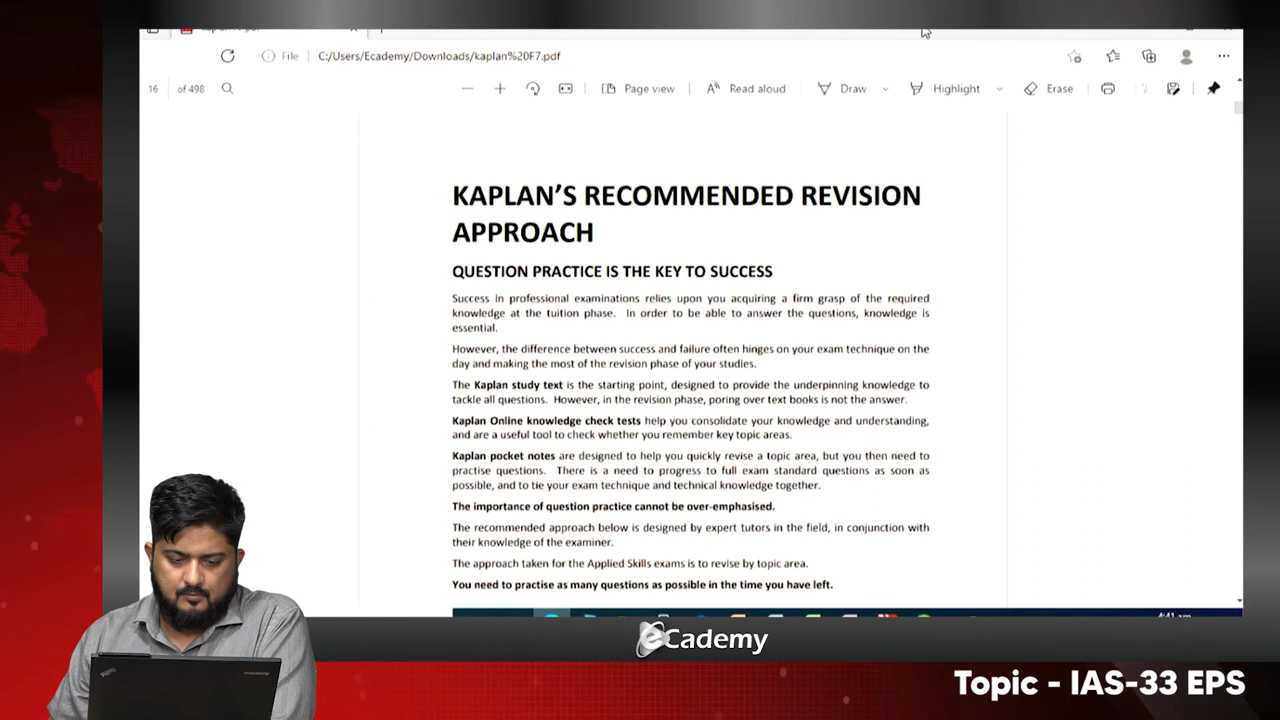 File C:/Users/Ecademy/Downloads/kaplan%20F7.pdf
16 of 498 Page view Read aloud Draw Highlight Erase
KAPLAN'S RECOMMENDED REVISION
APPROACH
QUESTION PRACTICE IS THE KEY TO SUCCESS
Success in professional examinations relies upon you acquiring a firm grasp of the required
knowledge at the tuition phase. In order to be able to answer the questions, knowledge is
essential.
However, the difference between success and failure often hinges on your exam technique on the
day and making the most of the revision phase of your studies.
The Kaplan study text is the starting point, designed to provide the underpinning knowledge to
tackle all questions. However, in the revision phase, poring over text books is not the answer.
Kaplan Online knowledge check tests help you consolidate your knowledge and understanding,
and are a useful tool to check whether you remember key topic areas.
Kaplan pocket notes are designed to help you quickly revise a topic area, but you then need to
practise questions. There is a need to progress to full exam standard questions as soon as
possible, and to tie your exam technique and technical knowledge together.
The importance of question practice cannot be over-emphasised.
The recommended approach below is designed by expert tutors in the field, in conjunction with
their knowledge of the examiner.
The approach taken for the Applied Skills exams is to revise by topic area.
You need to practise as many questions as possible in the time you have left.
eCademy
Topic - IAS-33 EPS